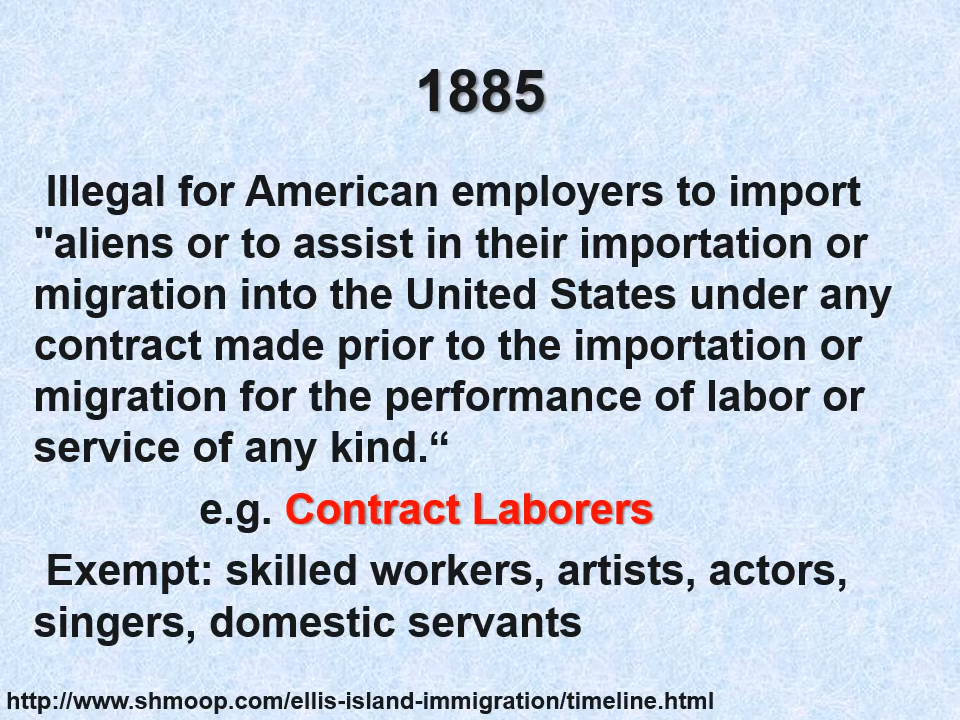 1885
Illegal for American employers to import
"aliens or to assist in their importation or
migration into the United States under any
contract made prior to the importation or
migration for the performance of labor or
service of any kind.“
e.g. Contract Laborers
Exempt: skilled workers, artists, actors,
singers, domestic servants
http://www.shmoop.com/ellis-island-immigration/timeline.html